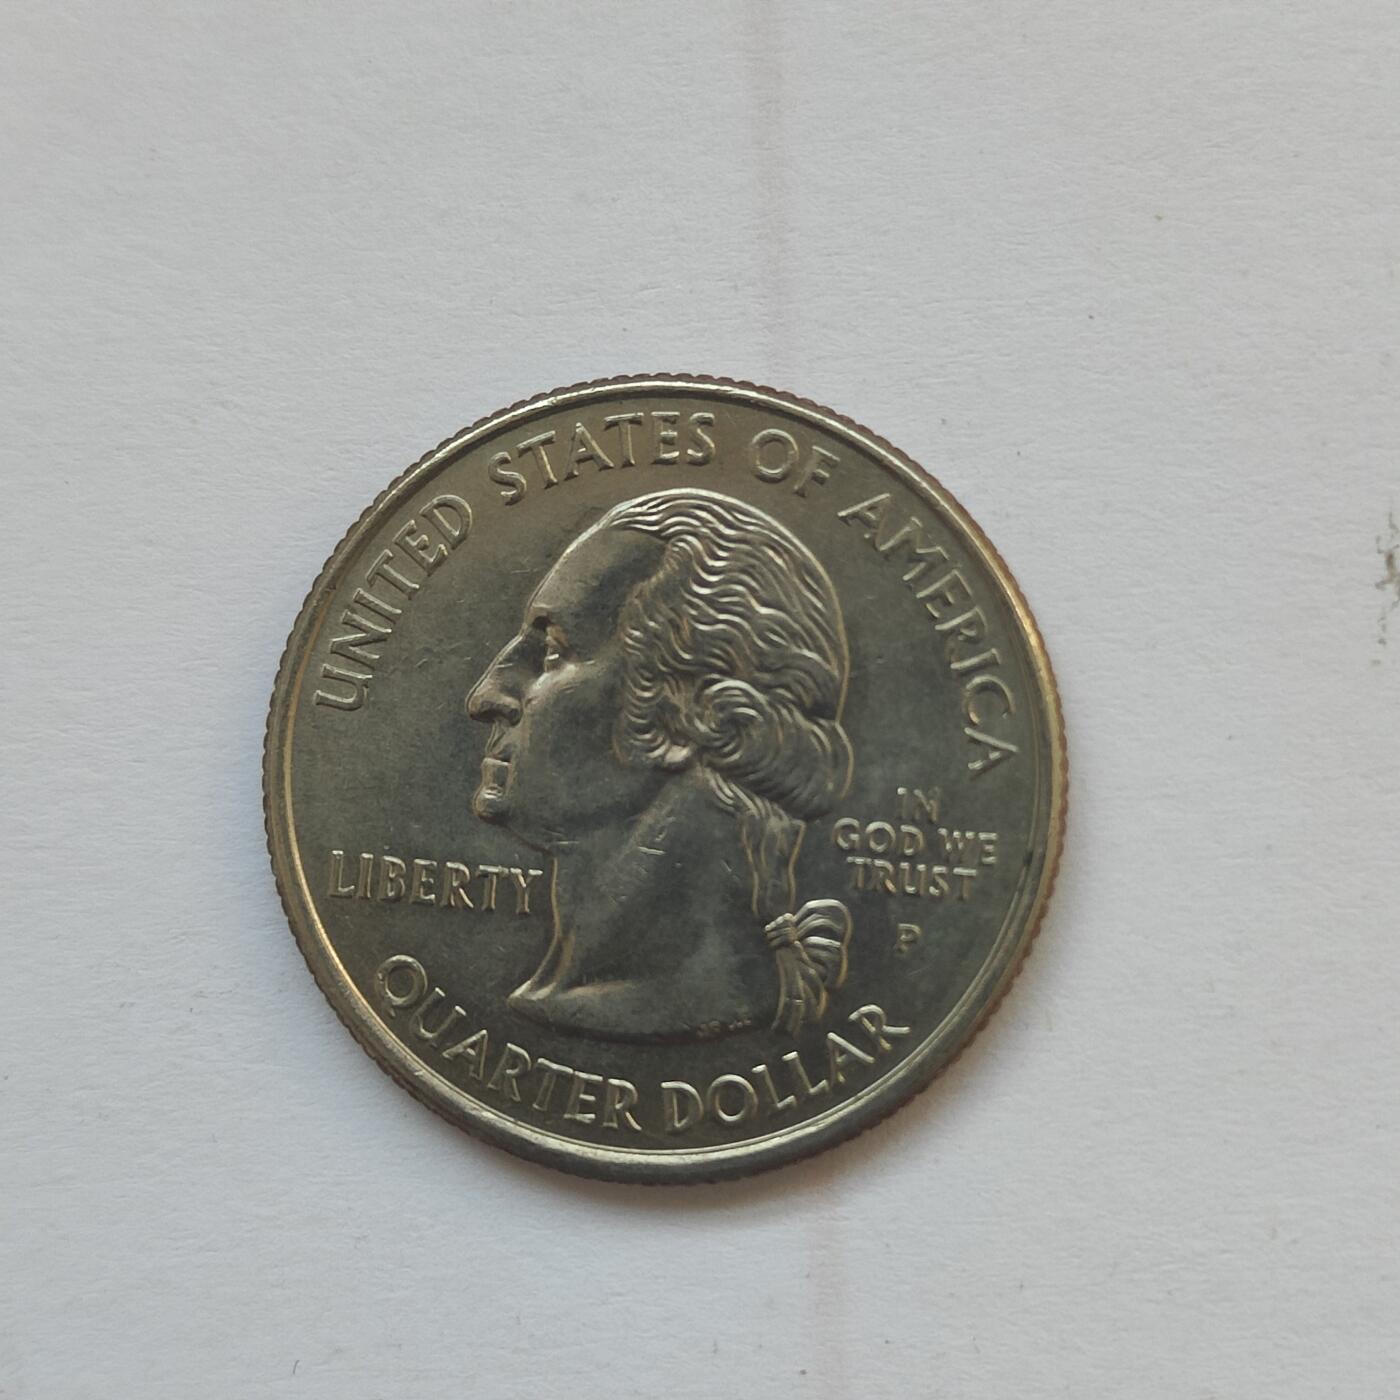 UNITED STATES OF AMERICA
LIBERTY
IN
GOD WE
TRUST
P
QUARTER DOLLAR